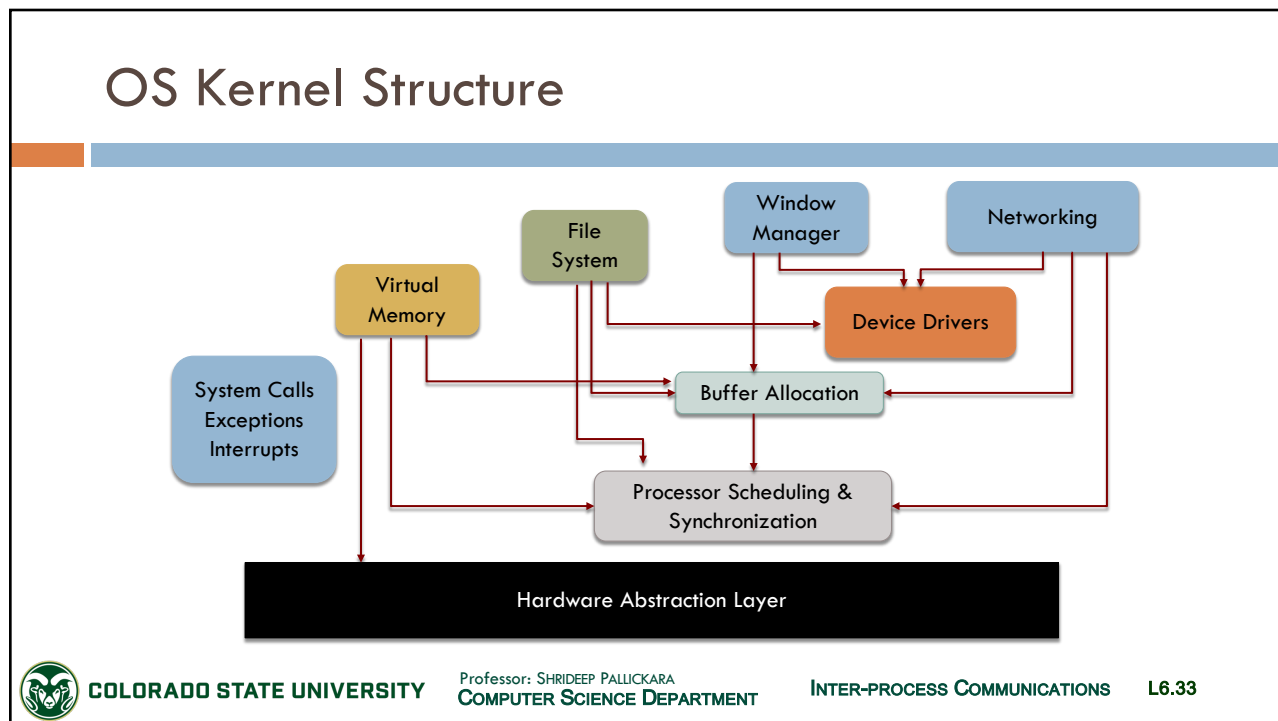 OS Kernel Structure
Window
Manager
Networking
File
System
Virtual
Memory
Device Drivers
System Calls
Exceptions
Interrupts
Buffer Allocation
Processor Scheduling &
Synchronization
Hardware Abstraction Layer
COLORADO STATE UNIVERSITY
Professor: SHRIDEEP PALLICKARA
COMPUTER SCIENCE DEPARTMENT
INTER-PROCESS COMMUNICATIONS
L6.33